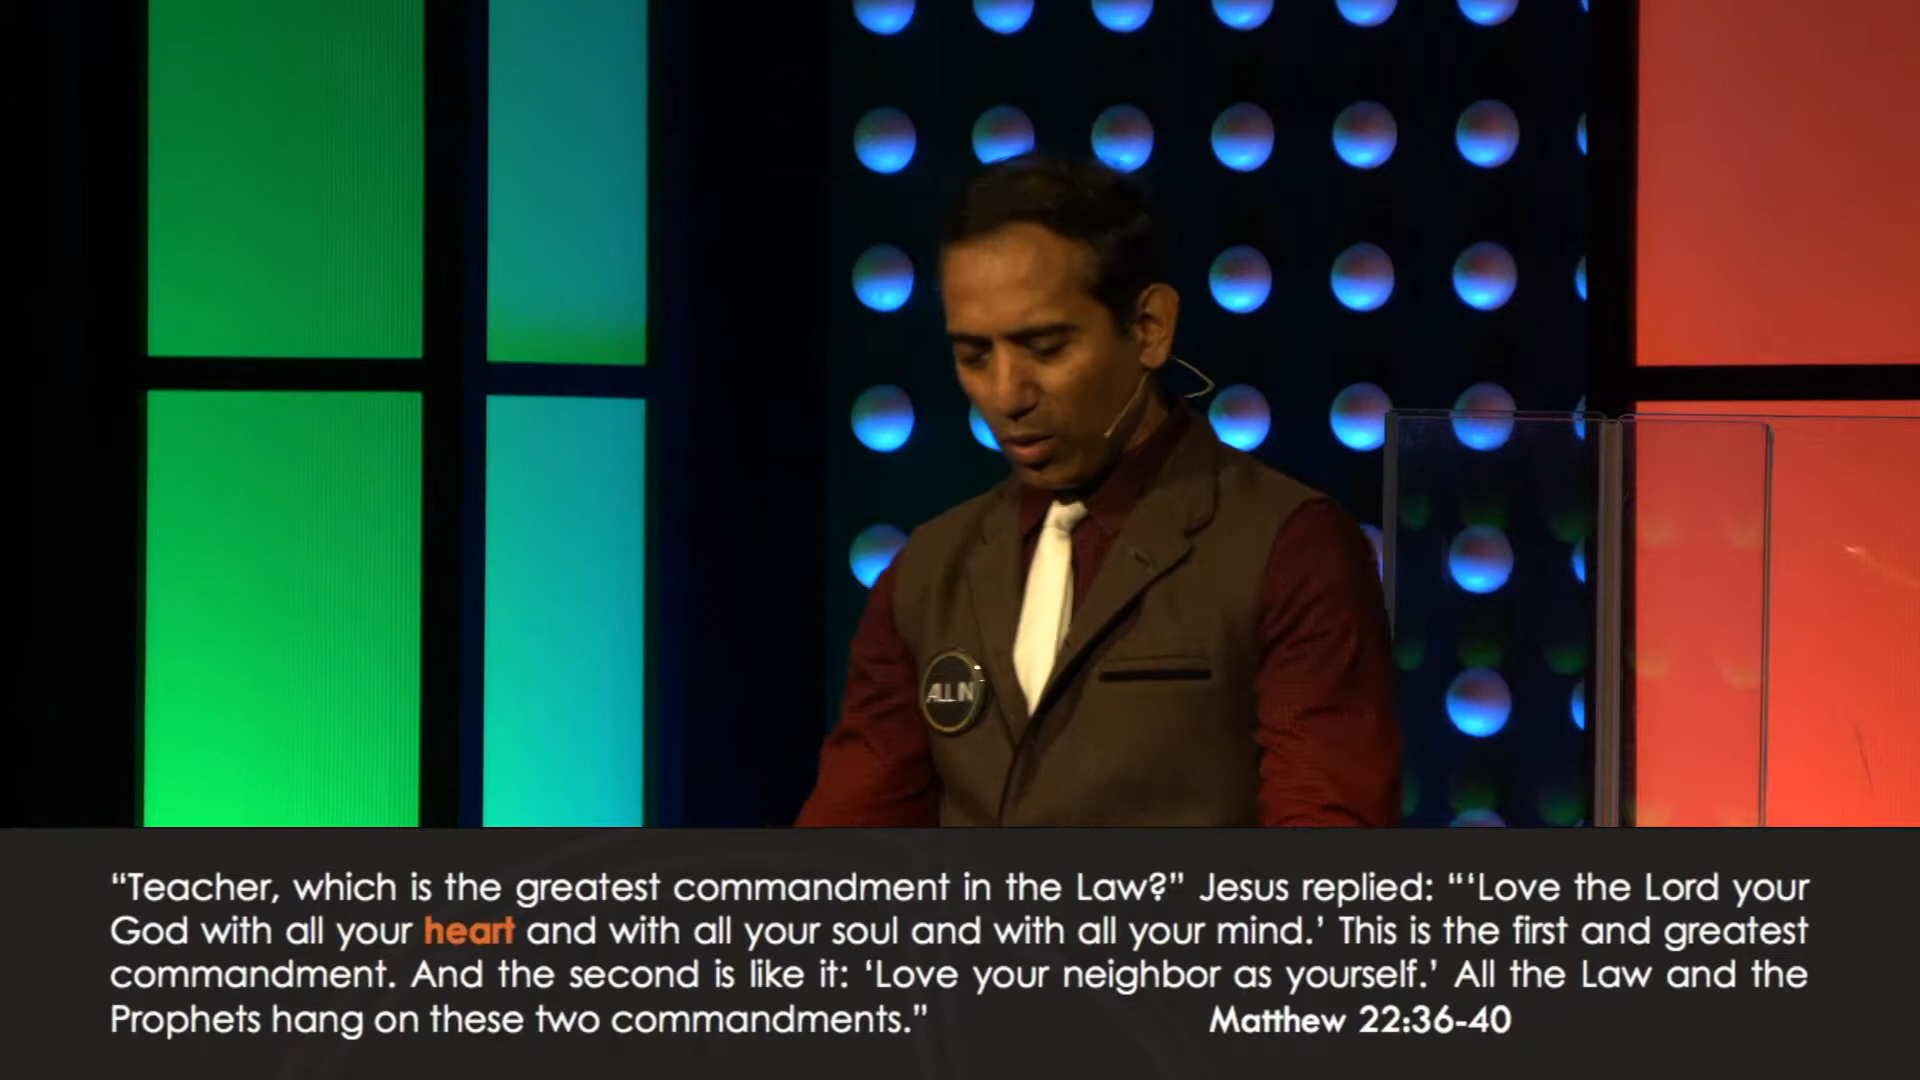 ALL IN
“Teacher, which is the greatest commandment in the Law?” Jesus replied: “‘Love the Lord your
God with all your heart and with all your soul and with all your mind.’ This is the first and greatest
commandment. And the second is like it: ‘Love your neighbor as yourself.’ All the Law and the
Prophets hang on these two commandments.” Matthew 22:36-40